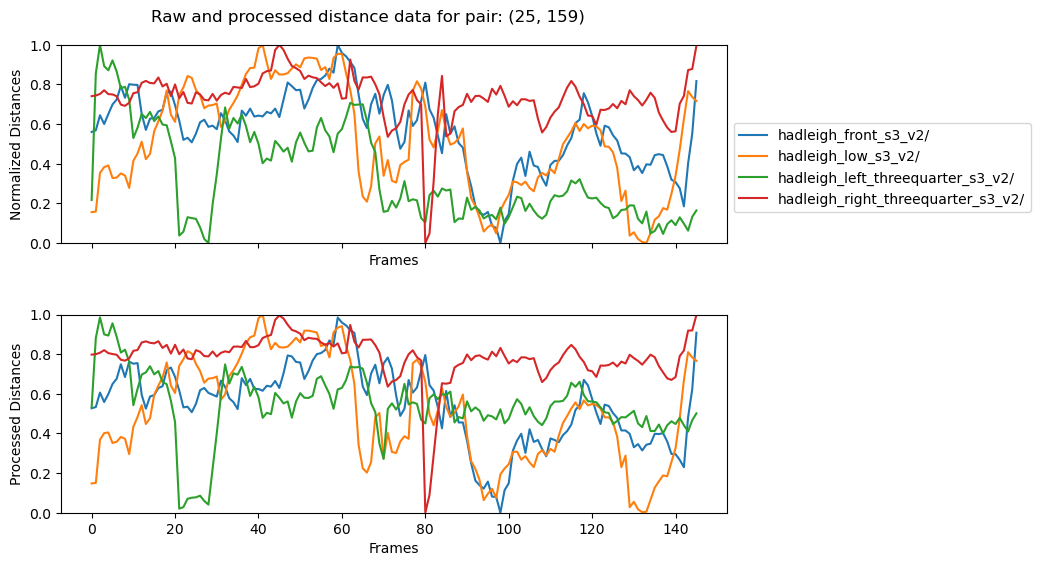 Raw and processed distance data for pair: (25, 159)
1.0
0.8
0.6
0.4
0.2
0.0
Normalized Distances
Frames
hadleigh_front_s3_v2/
hadleigh_low_s3_v2/
hadleigh_left_threequarter_s3_v2/
hadleigh_right_threequarter_s3_v2/
1.0
0.8
0.6
0.4
0.2
0.0
Processed Distances
0 20 40 60 80 100 120 140
Frames